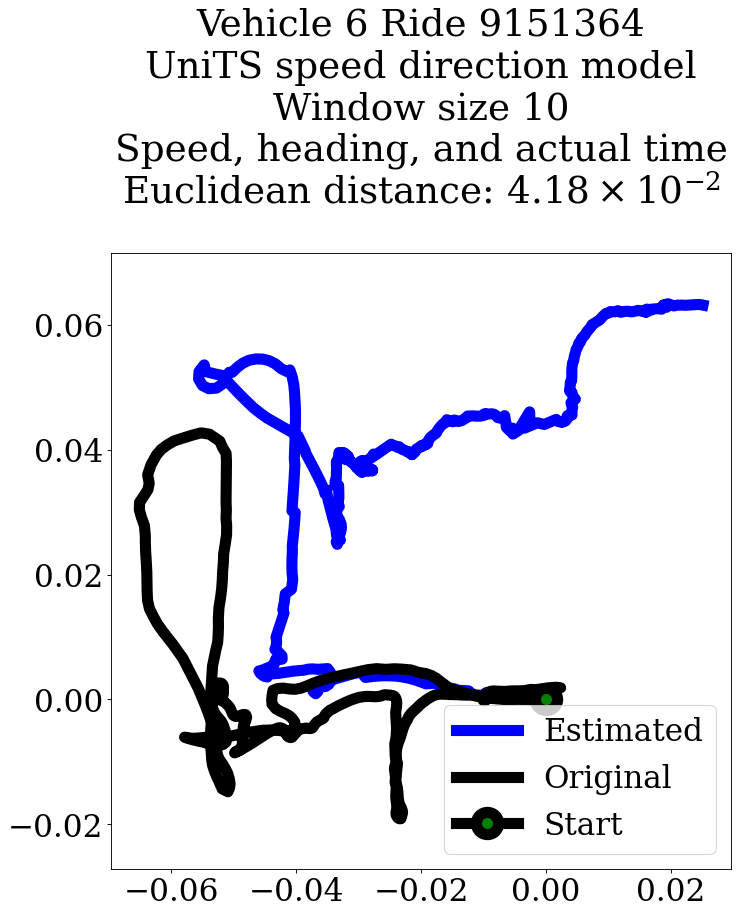 Vehicle 6 Ride 9151364
UniTS speed direction model
Window size 10
Speed, heading, and actual time
Euclidean distance: 4.18 × 10⁻²
0.06
0.04
0.02
0.00
−0.02
Estimated
Original
Start
−0.06 −0.04 −0.02 0.00 0.02